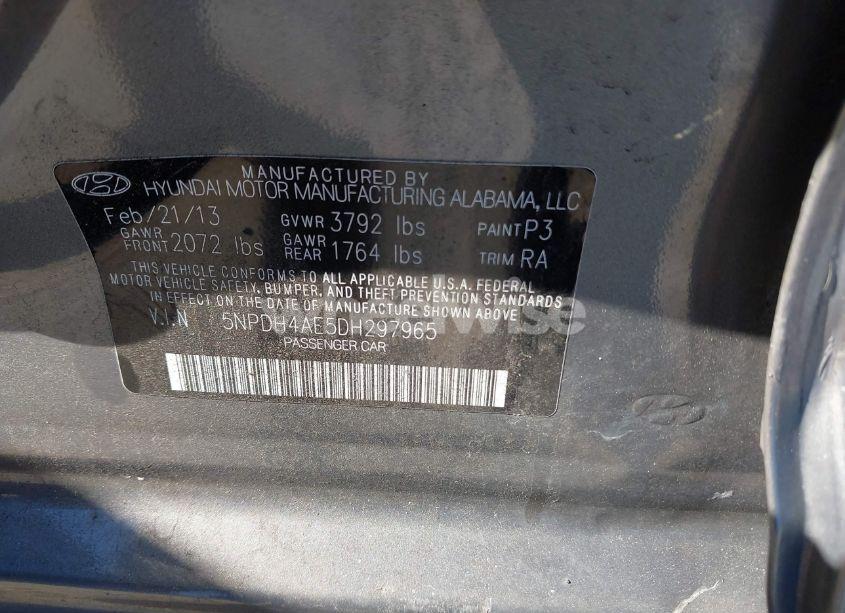 MANUFACTURED BY
HYUNDAI MOTOR MANUFACTURING ALABAMA, LLC
Feb/21/13 GVWR 3792 lbs PAINT P3
GAWR FRONT 2072 lbs GAWR REAR 1764 lbs TRIM RA
THIS VEHICLE CONFORMS TO ALL APPLICABLE U.S.A. FEDERAL
MOTOR VEHICLE SAFETY, BUMPER, AND THEFT PREVENTION STANDARDS
IN EFFECT ON THE DATE OF MANUFACTURE SHOWN ABOVE
V.I.N 5NPDH4AE5DH297965
PASSENGER CAR